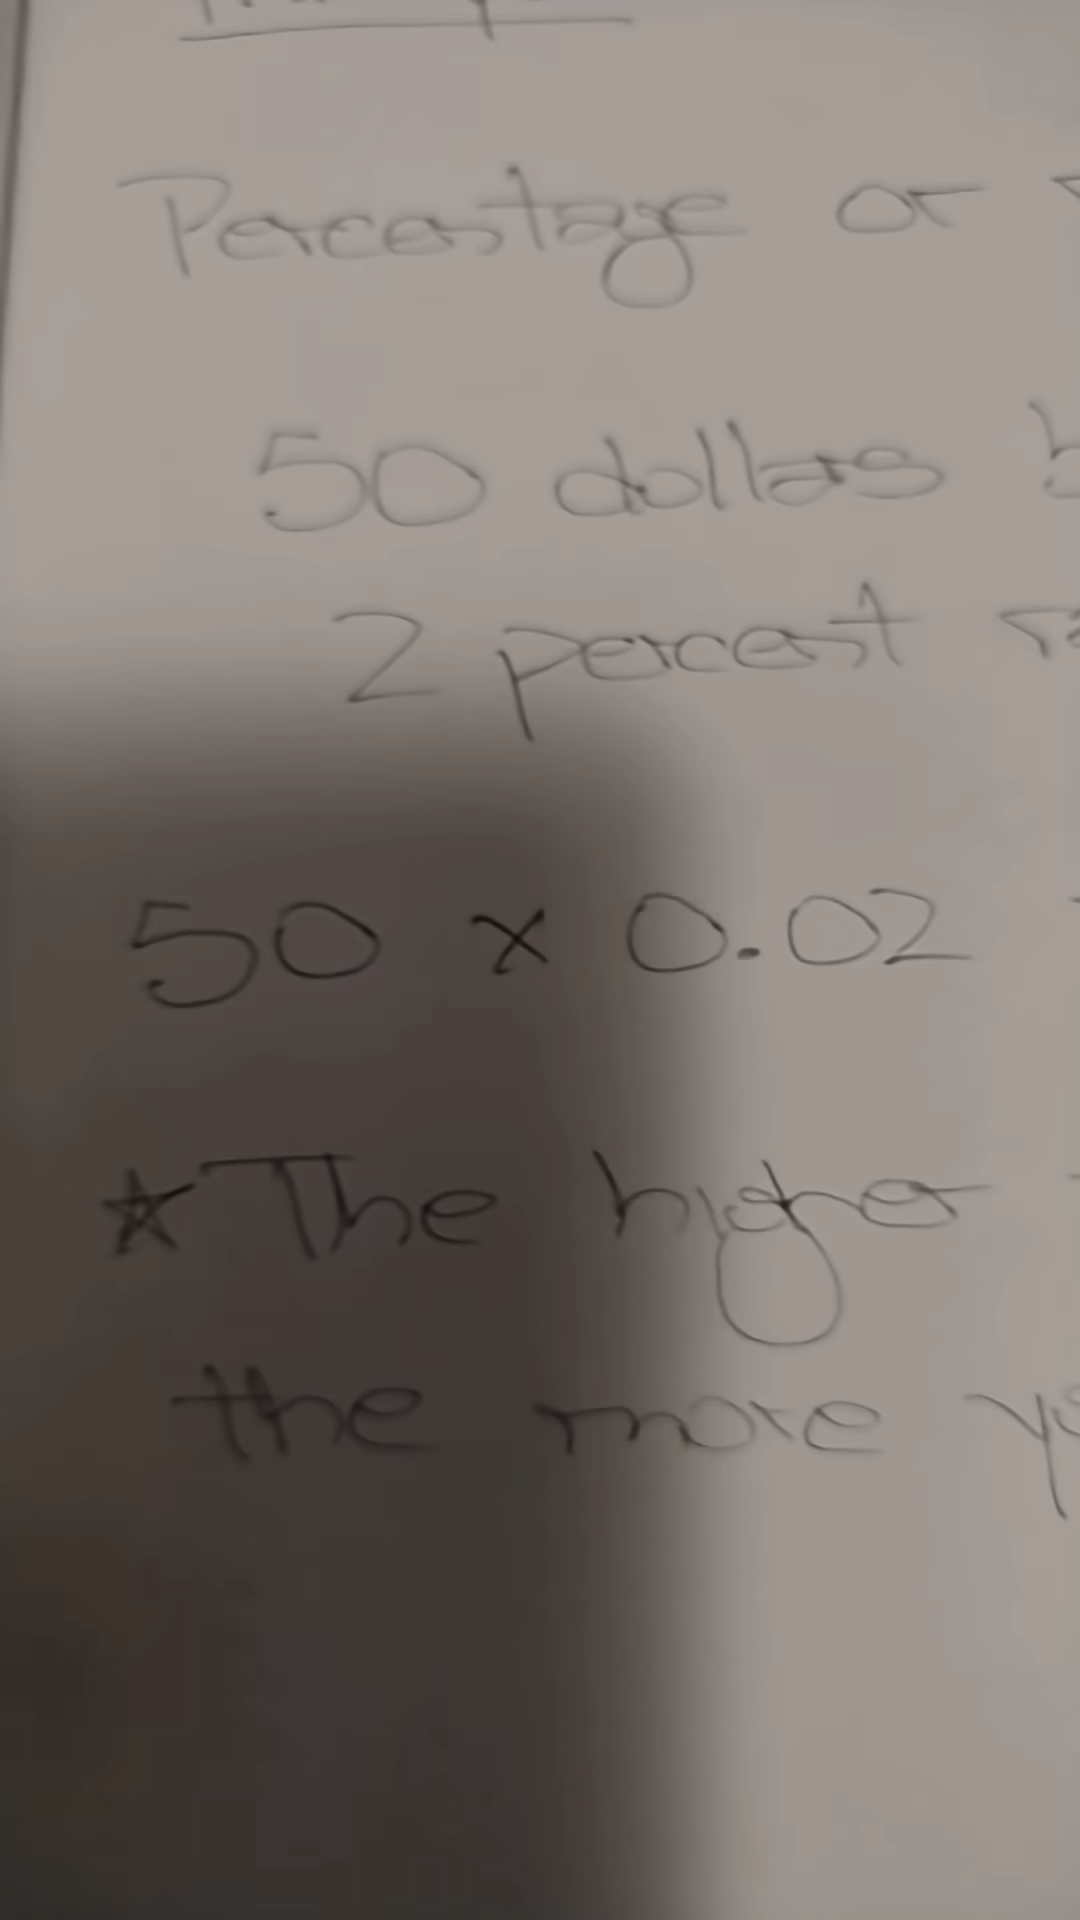 Percentage or
50 dollars
2 percent
50 x 0.02
☆ The higher
the more